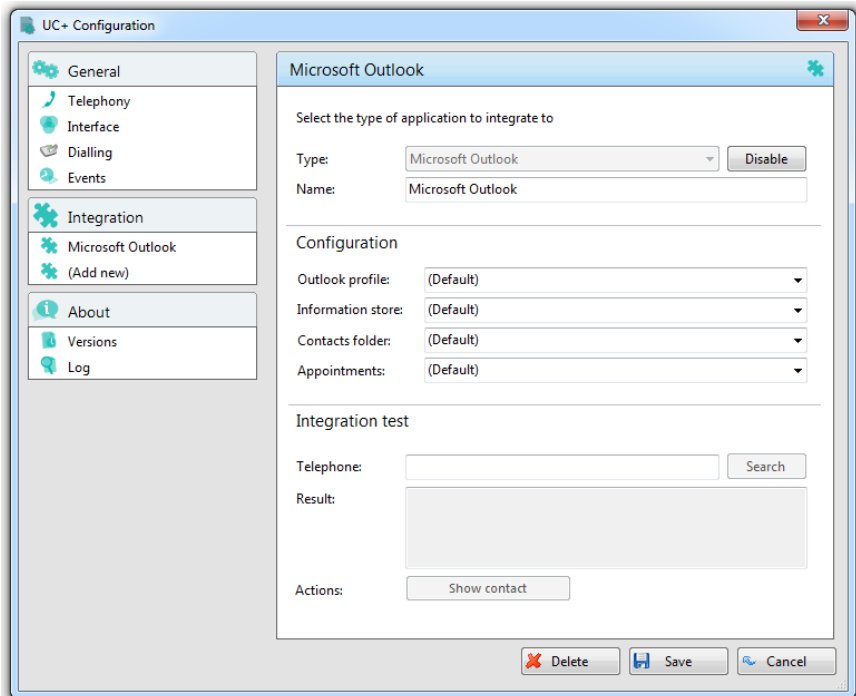 UC+ Configuration
General
Telephony
Interface
Dialling
Events
Integration
Microsoft Outlook
(Add new)
About
Versions
Log
Microsoft Outlook
Select the type of application to integrate to
Type: Microsoft Outlook Disable
Name: Microsoft Outlook
Configuration
Outlook profile: (Default)
Information store: (Default)
Contacts folder: (Default)
Appointments: (Default)
Integration test
Telephone: Search
Result:
Actions: Show contact
Delete Save Cancel